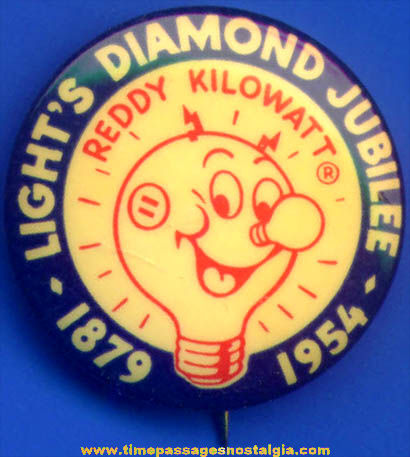 LIGHT'S DIAMOND JUBILEE
REDDY KILOWATT
®
1879 1954
www.timepassagesnostalgia.com